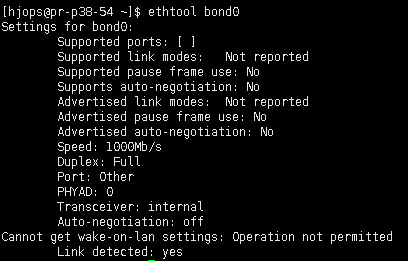 [hjops@pr-p38-54 ~]$ ethtool bond0
Settings for bond0:
Supported ports: [ ]
Supported link modes:   Not reported
Supported pause frame use: No
Supports auto-negotiation: No
Advertised link modes:  Not reported
Advertised pause frame use: No
Advertised auto-negotiation: No
Speed: 1000Mb/s
Duplex: Full
Port: Other
PHYAD: 0
Transceiver: internal
Auto-negotiation: off
Cannot get wake-on-lan settings: Operation not permitted
Link detected: yes